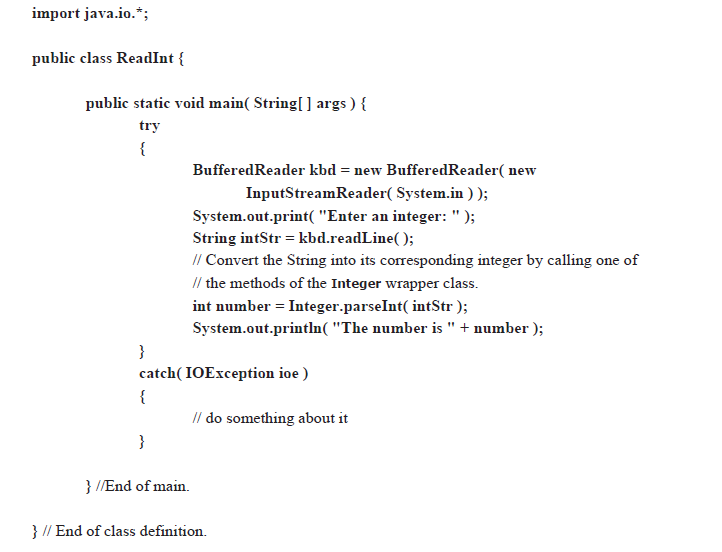 import java.io.*;
public class ReadInt {
public static void main( String[ ] args ) {
try
{
BufferedReader kbd = new BufferedReader( new
InputStreamReader( System.in ) );
System.out.print( "Enter an integer: " );
String intStr = kbd.readLine( );
// Convert the String into its corresponding integer by calling one of
// the methods of the Integer wrapper class.
int number = Integer.parseInt( intStr );
System.out.println( "The number is " + number );
}
catch( IOException ioe )
{
// do something about it
}
} //End of main.
} // End of class definition.